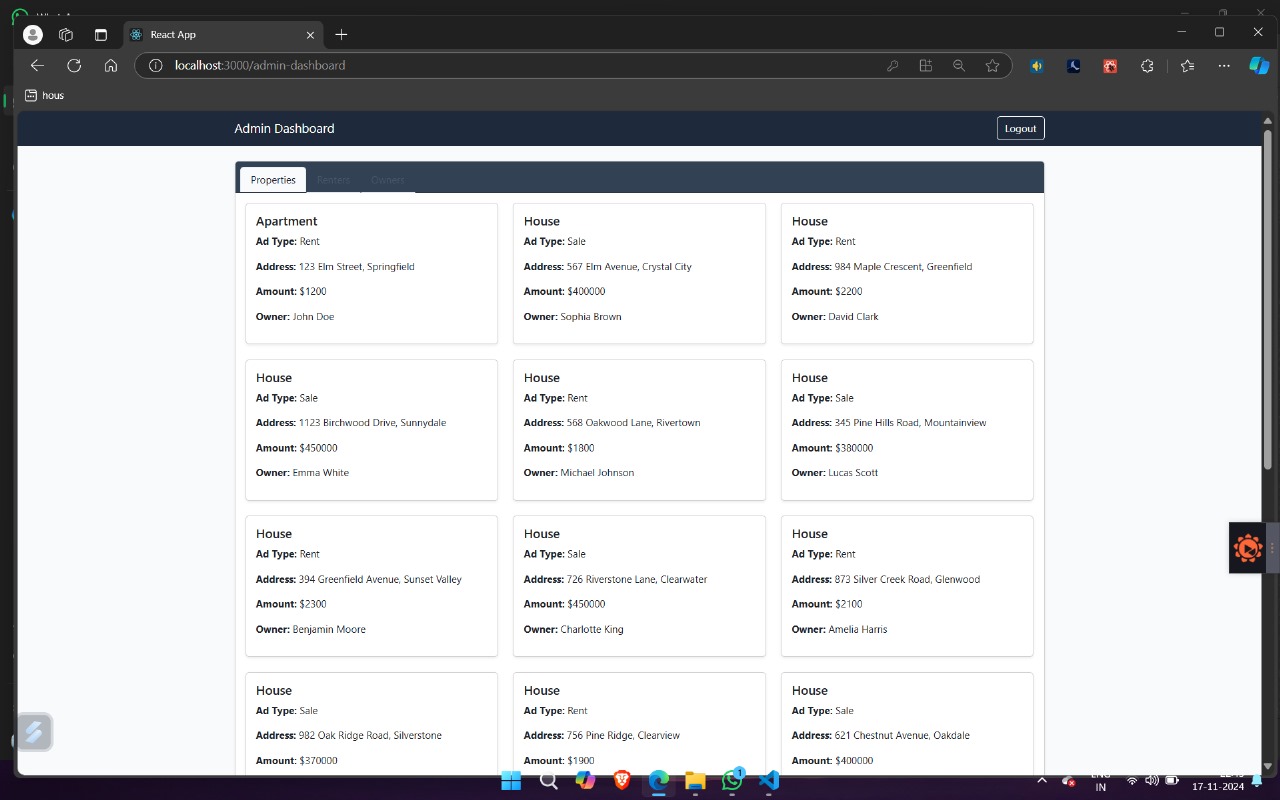 React App
localhost:3000/admin-dashboard
hous
Admin Dashboard
Logout
Properties Renters Owners
Apartment
Ad Type: Rent
Address: 123 Elm Street, Springfield
Amount: $1200
Owner: John Doe
House
Ad Type: Sale
Address: 567 Elm Avenue, Crystal City
Amount: $400000
Owner: Sophia Brown
House
Ad Type: Rent
Address: 984 Maple Crescent, Greenfield
Amount: $2200
Owner: David Clark
House
Ad Type: Sale
Address: 1123 Birchwood Drive, Sunnydale
Amount: $450000
Owner: Emma White
House
Ad Type: Rent
Address: 568 Oakwood Lane, Rivertown
Amount: $1800
Owner: Michael Johnson
House
Ad Type: Sale
Address: 345 Pine Hills Road, Mountainview
Amount: $380000
Owner: Lucas Scott
House
Ad Type: Rent
Address: 394 Greenfield Avenue, Sunset Valley
Amount: $2300
Owner: Benjamin Moore
House
Ad Type: Sale
Address: 726 Riverstone Lane, Clearwater
Amount: $450000
Owner: Charlotte King
House
Ad Type: Rent
Address: 873 Silver Creek Road, Glenwood
Amount: $2100
Owner: Amelia Harris
House
Ad Type: Sale
Address: 982 Oak Ridge Road, Silverstone
Amount: $370000
House
Ad Type: Rent
Address: 756 Pine Ridge, Clearview
Amount: $1900
House
Ad Type: Sale
Address: 621 Chestnut Avenue, Oakdale
Amount: $400000
1
ENG
IN
17-11-2024